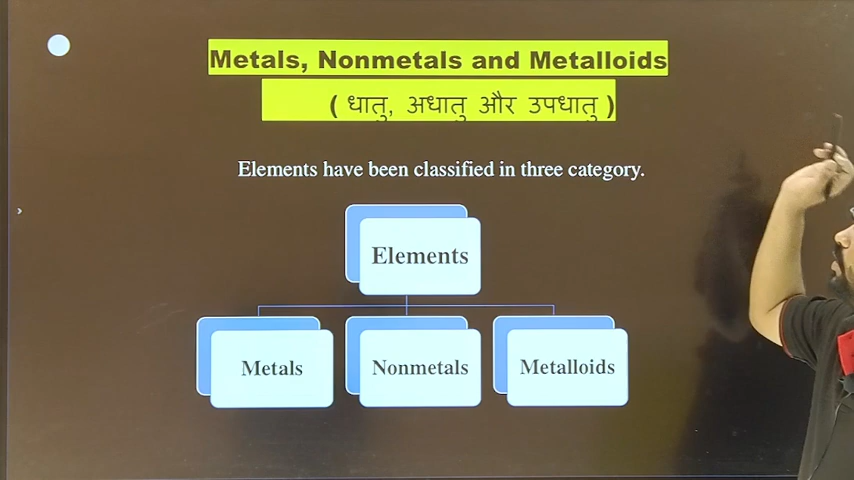 Metals, Nonmetals and Metalloids
( धातु, अधातु और उपधातु )
Elements have been classified in three category.
Elements
Metals
Nonmetals
Metalloids